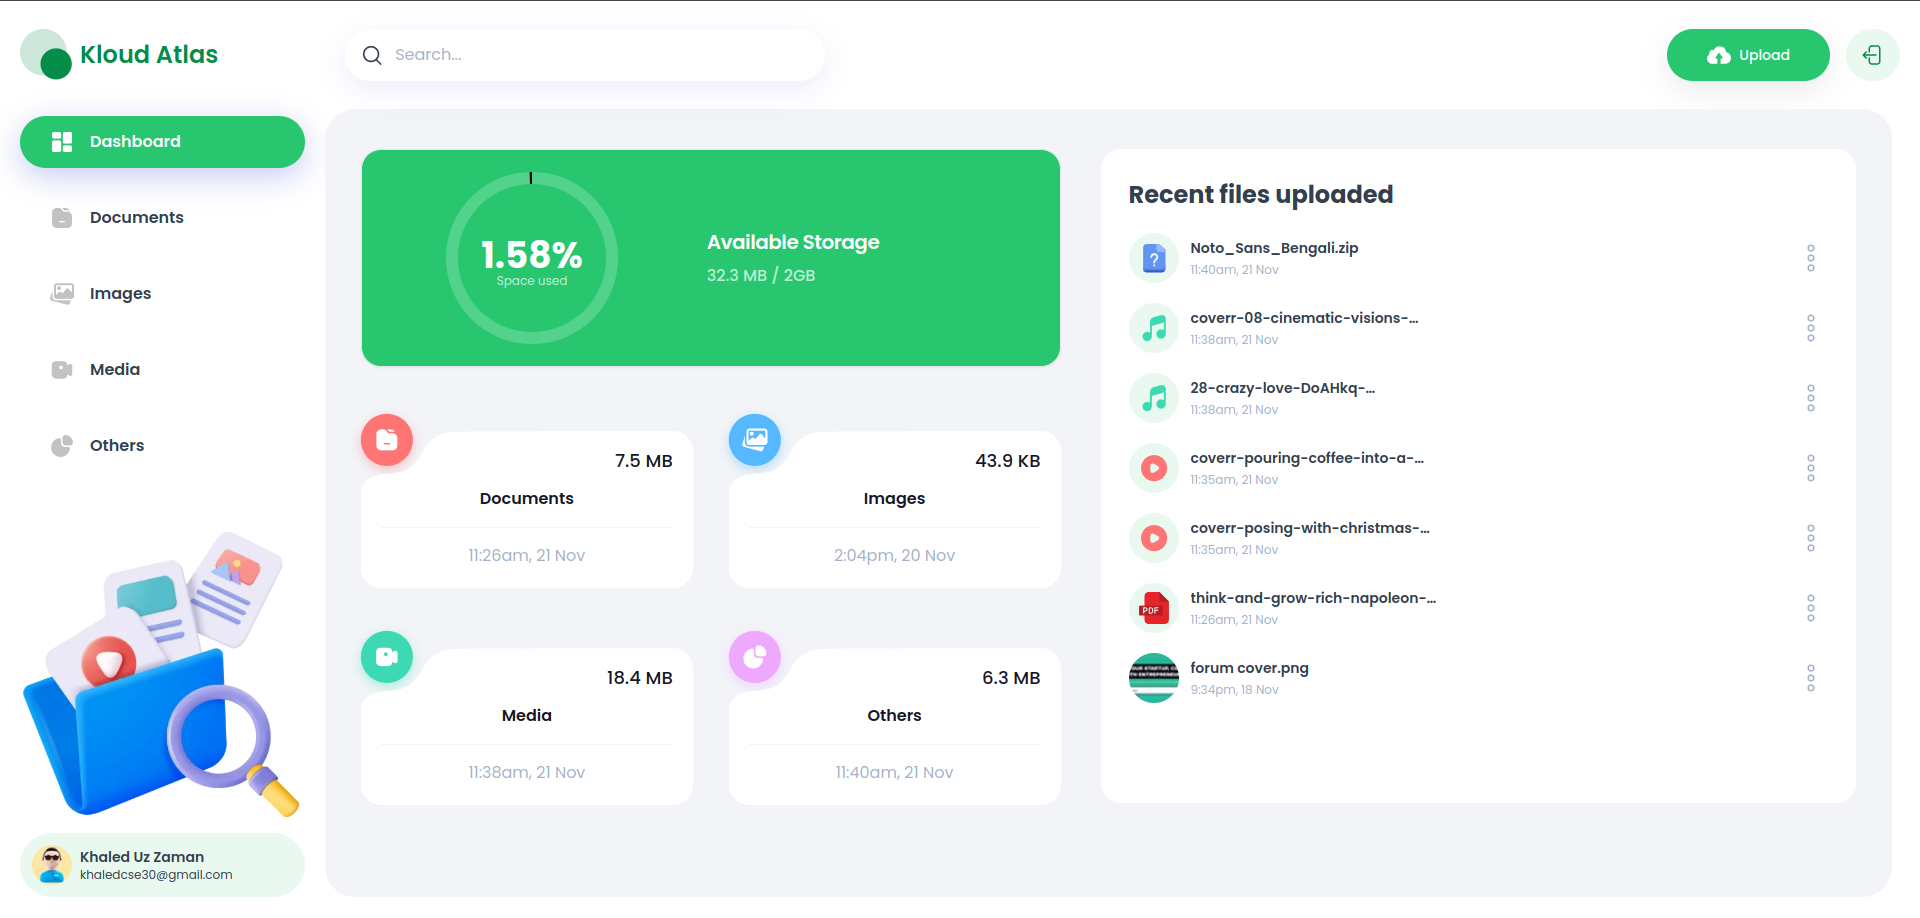 Kloud Atlas
Search...
Upload
Dashboard
Documents
Images
Media
Others
Khaled Uz Zaman
khaledcse30@gmail.com
1.58%
Space used
Available Storage
32.3 MB / 2GB
7.5 MB
Documents
11:26am, 21 Nov
43.9 KB
Images
2:04pm, 20 Nov
18.4 MB
Media
11:38am, 21 Nov
6.3 MB
Others
11:40am, 21 Nov
Recent files uploaded
Noto_Sans_Bengali.zip
11:40am, 21 Nov
coverr-08-cinematic-visions-...
11:38am, 21 Nov
28-crazy-love-DoAHkq-...
11:38am, 21 Nov
coverr-pouring-coffee-into-a-...
11:35am, 21 Nov
coverr-posing-with-christmas-...
11:35am, 21 Nov
PDF
think-and-grow-rich-napoleon-...
11:26am, 21 Nov
forum cover.png
9:34pm, 18 Nov